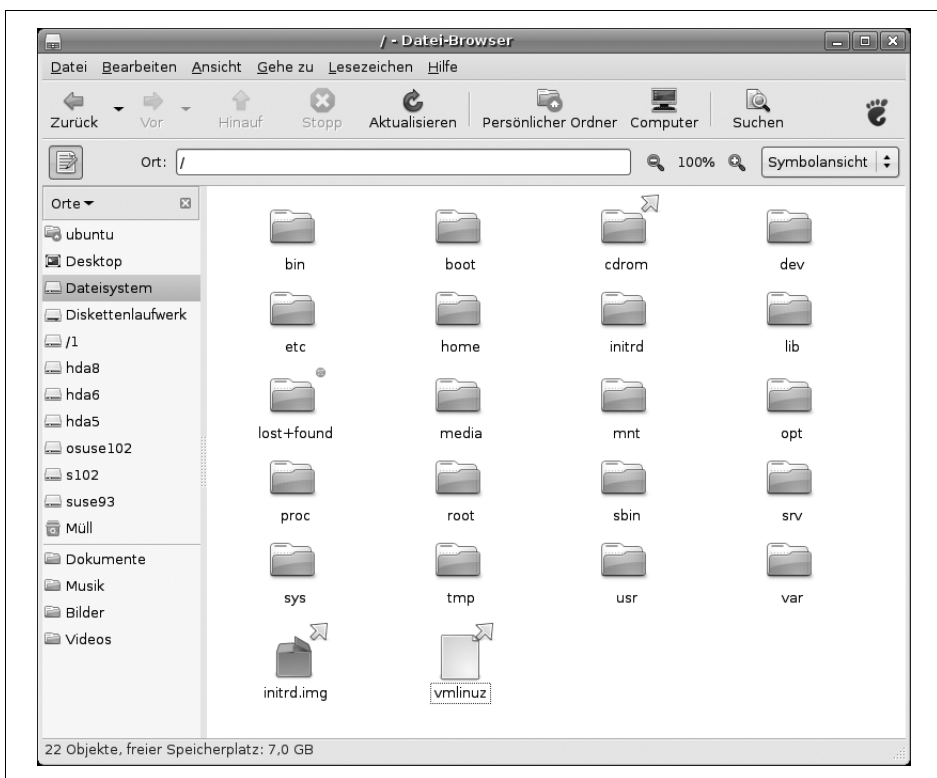 / - Datei-Browser
Datei Bearbeiten Ansicht Gehe zu Lesezeichen Hilfe
Zurück Vor Hinauf Stopp Aktualisieren Persönlicher Ordner Computer Suchen
Ort: / 100% Symbolansicht
Orte
ubuntu
Desktop
Dateisystem
Diskettenlaufwerk
/1
hda8
hda6
hda5
osuse102
s102
suse93
Müll
Dokumente
Musik
Bilder
Videos
bin boot cdrom dev
etc home initrd lib
lost+found media mnt opt
proc root sbin srv
sys tmp usr var
initrd.img vmlinuz
22 Objekte, freier Speicherplatz: 7,0 GB